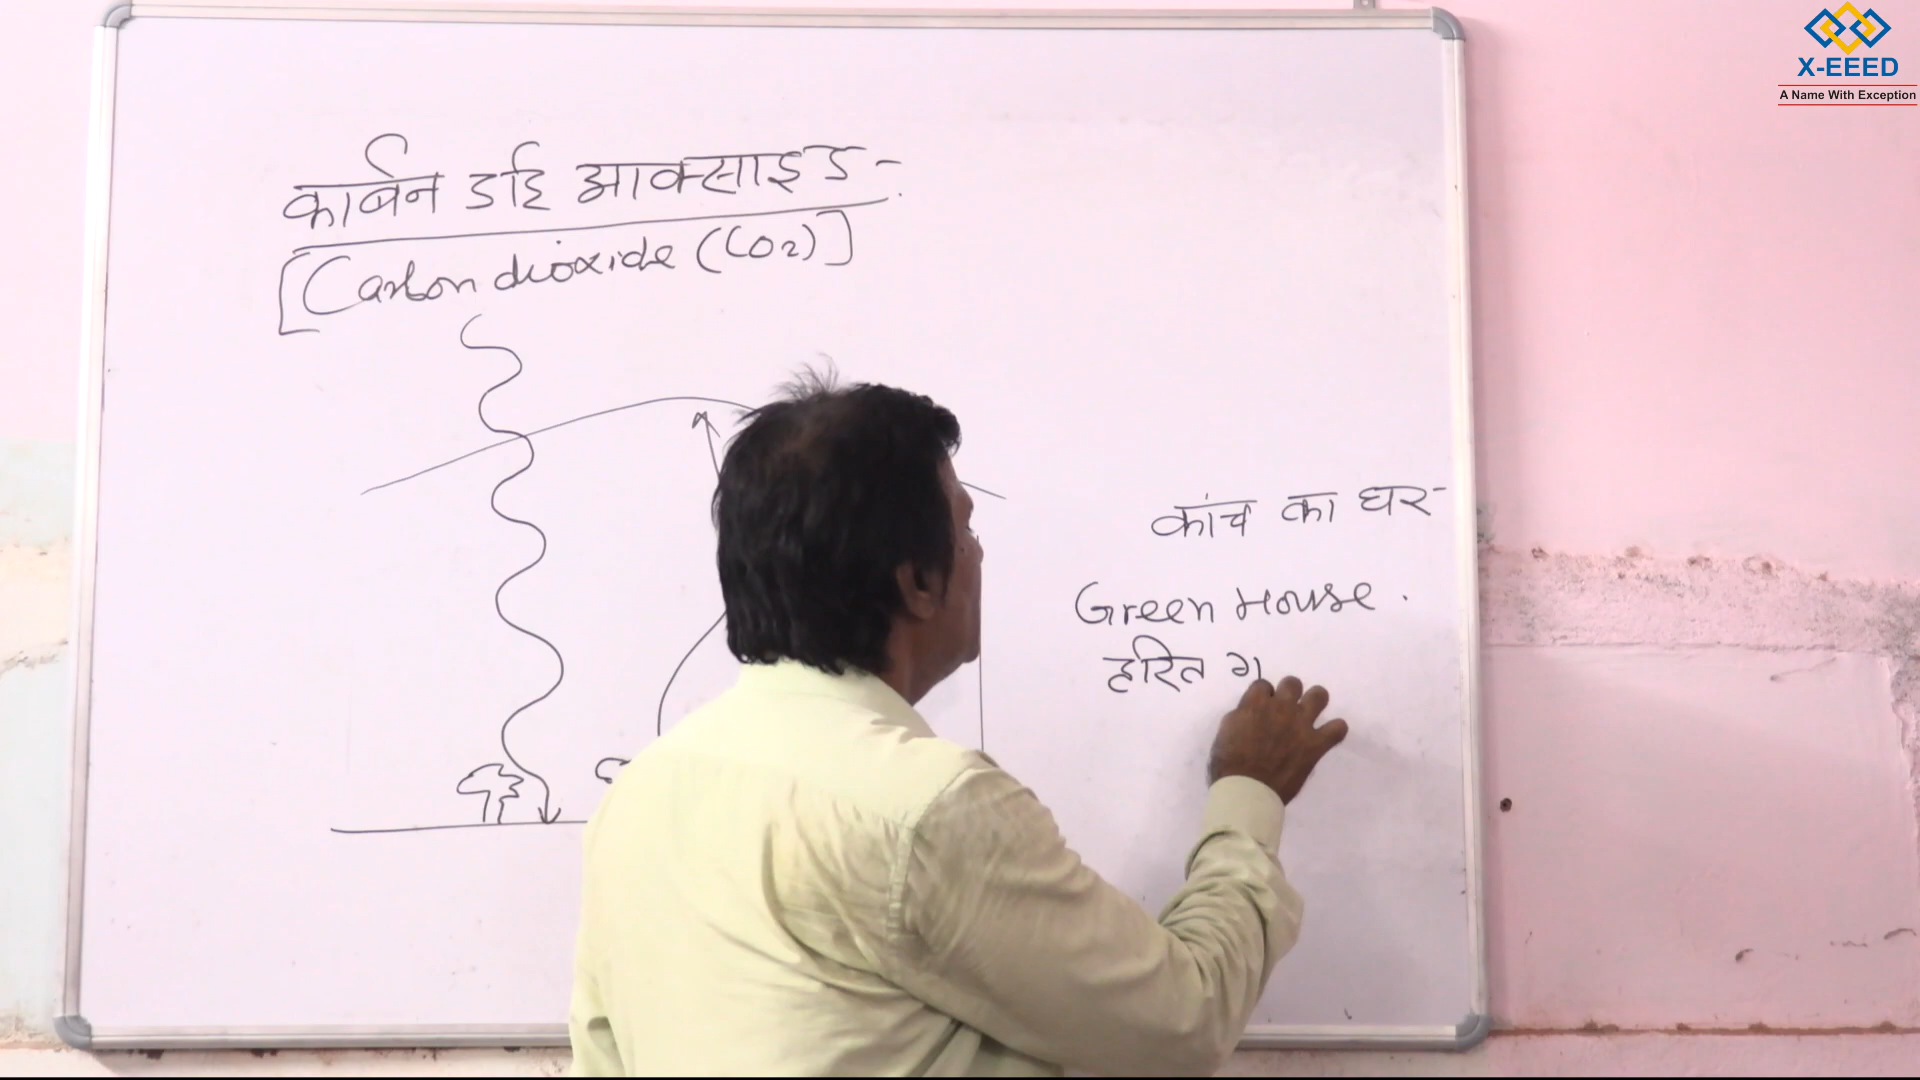 X-EEED
A Name With Exception
कार्बन डाई आक्साइड-
[Carbon dioxide (CO2)]
कांच का घर-
Green House.
हरित